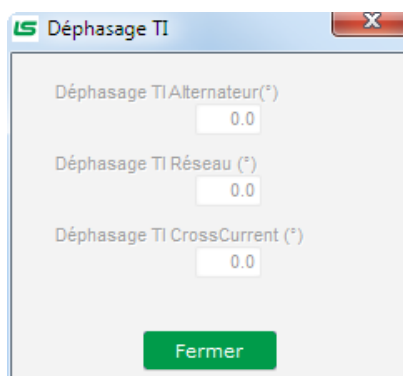 LS Déphasage TI
Déphasage TI Alternateur(°)
0.0
Déphasage TI Réseau (°)
0.0
Déphasage TI CrossCurrent (°)
0.0
Fermer